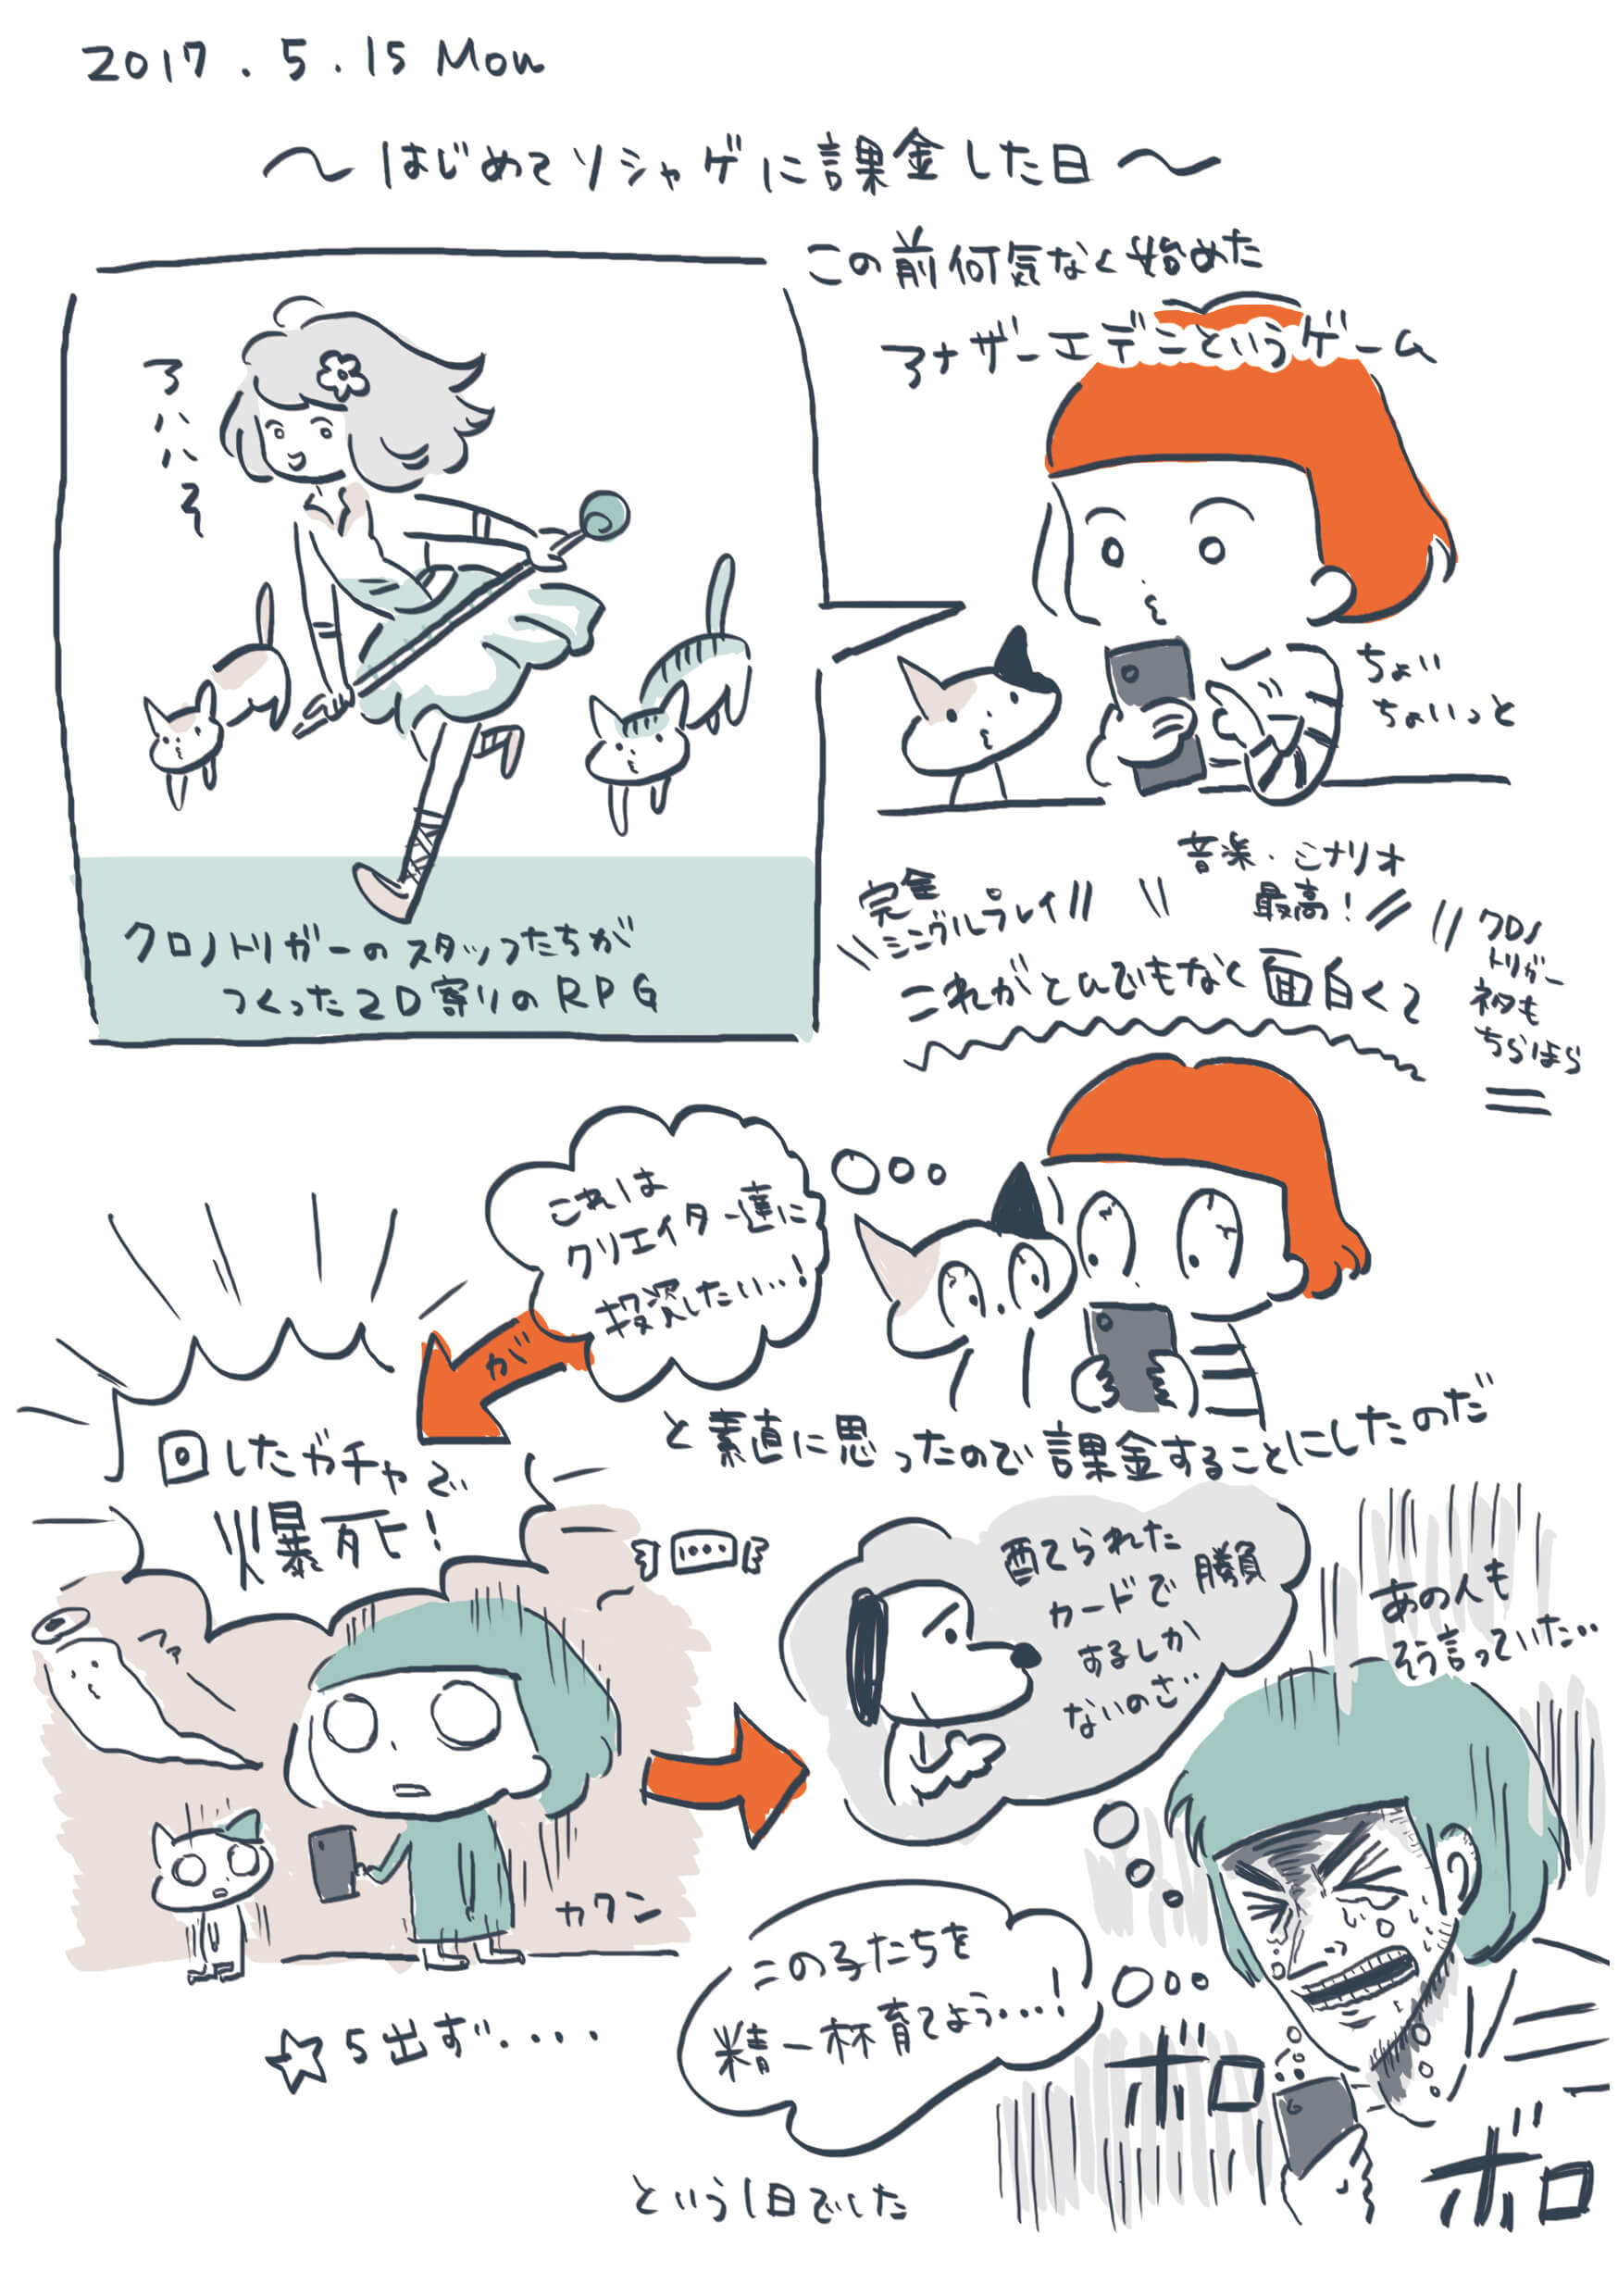 2017.5.15 Mon
〜はじめてソシャゲに課金した日〜
この前何気なく始めた
アナザーエデンというゲーム
アハハそ
ちょい
ちょいっと
クロノトリガーのスタッフたちが
つくった2D寄りのRPG
完全
シングルプレイ!!
音楽・シナリオ
最高!
クロノ
トリガー
ネタも
ちらほら
これがとんでもなく面白くて
これは
クリエイター達に
投資したい…!
と素直に思ったので課金することにしたのだ
が
回したガチャで
爆死!
ファー
カクン
☆5出ず....
配てられた
カードで勝負
するしか
ないのさ…
あの人も
そう言っていた…
この子たちを
精一杯育てよう…!
ボロ
ボロ
という1日でした